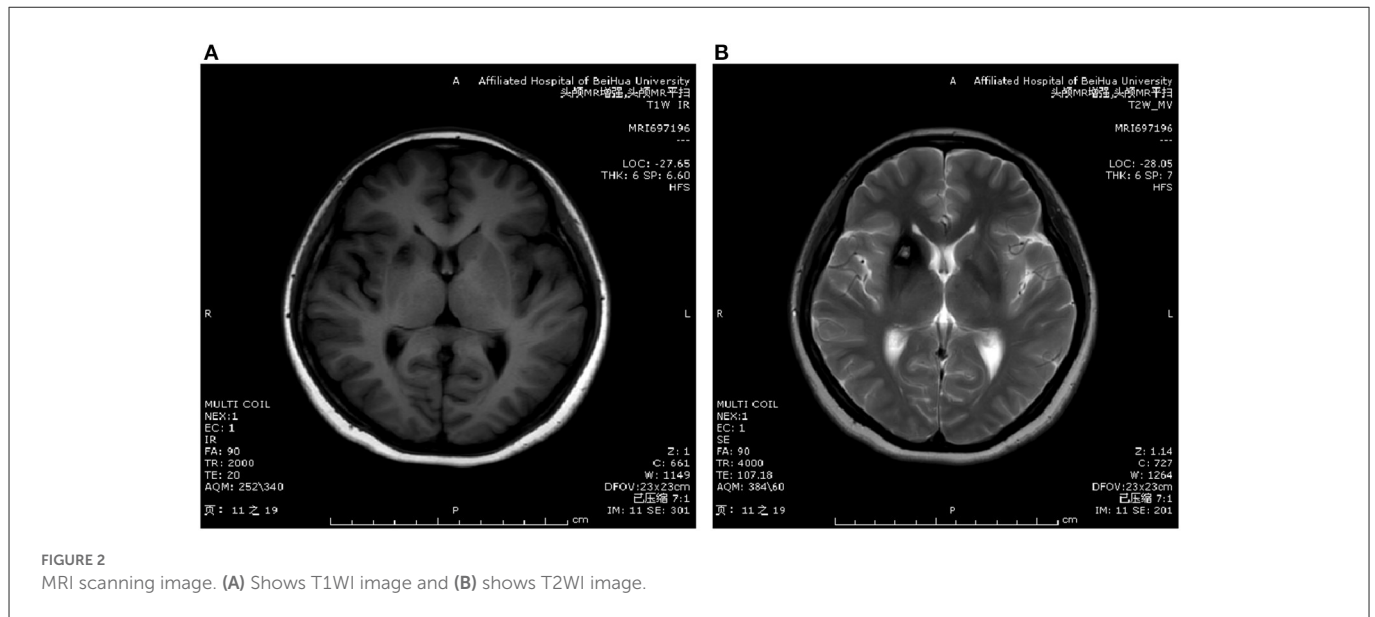 A
A Affiliated Hospital of BeiHua University
头颅MR增强,头颅MR平扫
T1W IR
MRI697196
---
LOC: -27.65
THK: 6 SP: 6.60
HFS
R
L
MULTI COIL
NEX:1
EC: 1
IR
FA: 90
TR: 2000
TE: 20
AQM: 252\340
页: 11 之 19
Z: 1
C: 661
W: 1149
DFOV:23x23cm
已压缩 7:1
IM: 11 SE: 301
P
cm
B
A Affiliated Hospital of BeiHua University
头颅MR增强,头颅MR平扫
T2W_MV
MRI697196
---
LOC: -28.05
THK: 6 SP: 7
HFS
R
L
MULTI COIL
NEX:1
EC: 1
SE
FA: 90
TR: 4000
TE: 107.18
AQM: 384\60
页: 11 之 19
Z: 1.14
C: 727
W: 1264
DFOV:23x23cm
已压缩 7:1
IM: 11 SE: 201
P
cm
FIGURE 2
MRI scanning image. (A) Shows T1WI image and (B) shows T2WI image.